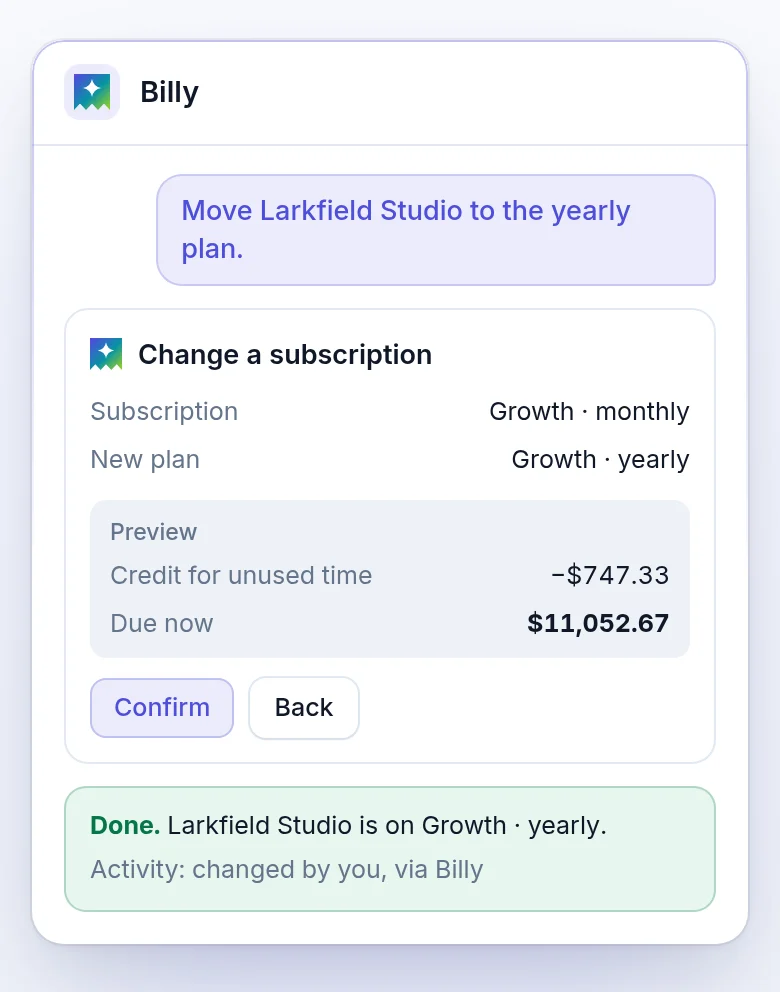 Billy
Move Larkfield Studio to the yearly
plan.
Change a subscription
Subscription Growth · monthly
New plan Growth · yearly
Preview
Credit for unused time −$747.33
Due now $11,052.67
Confirm Back
Done. Larkfield Studio is on Growth · yearly.
Activity: changed by you, via Billy